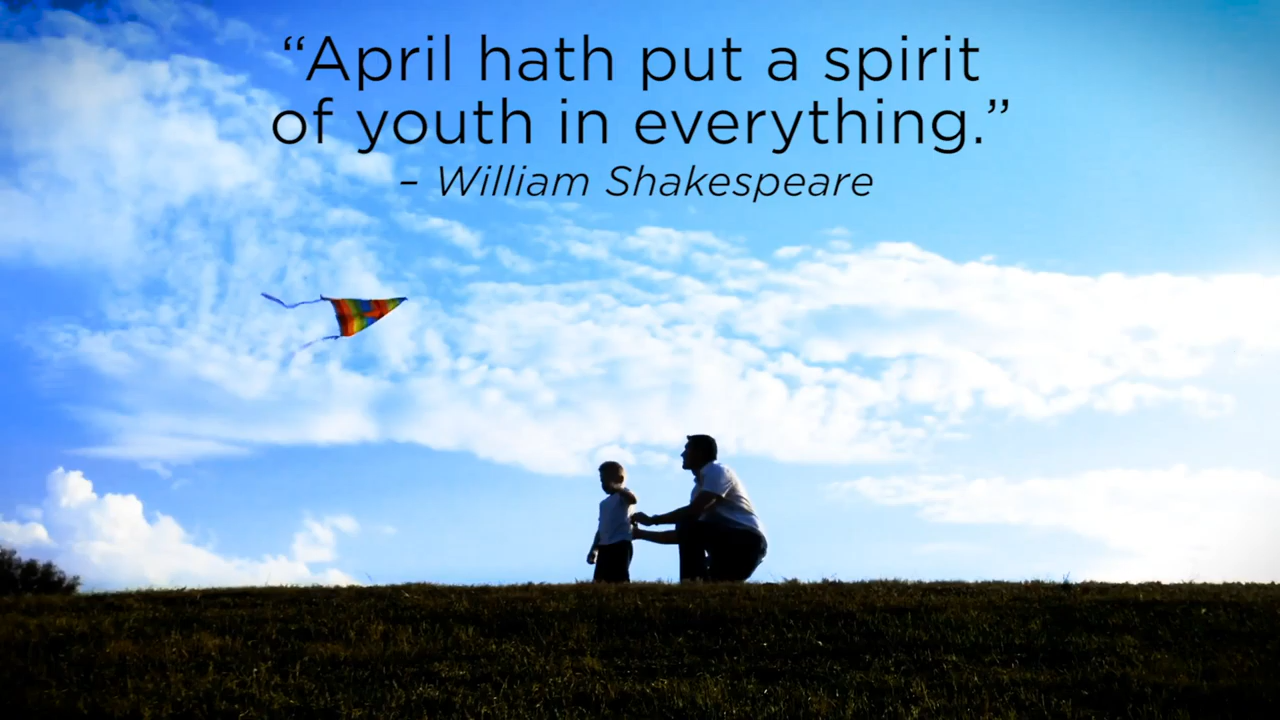 “April hath put a spirit
of youth in everything.”
– William Shakespeare